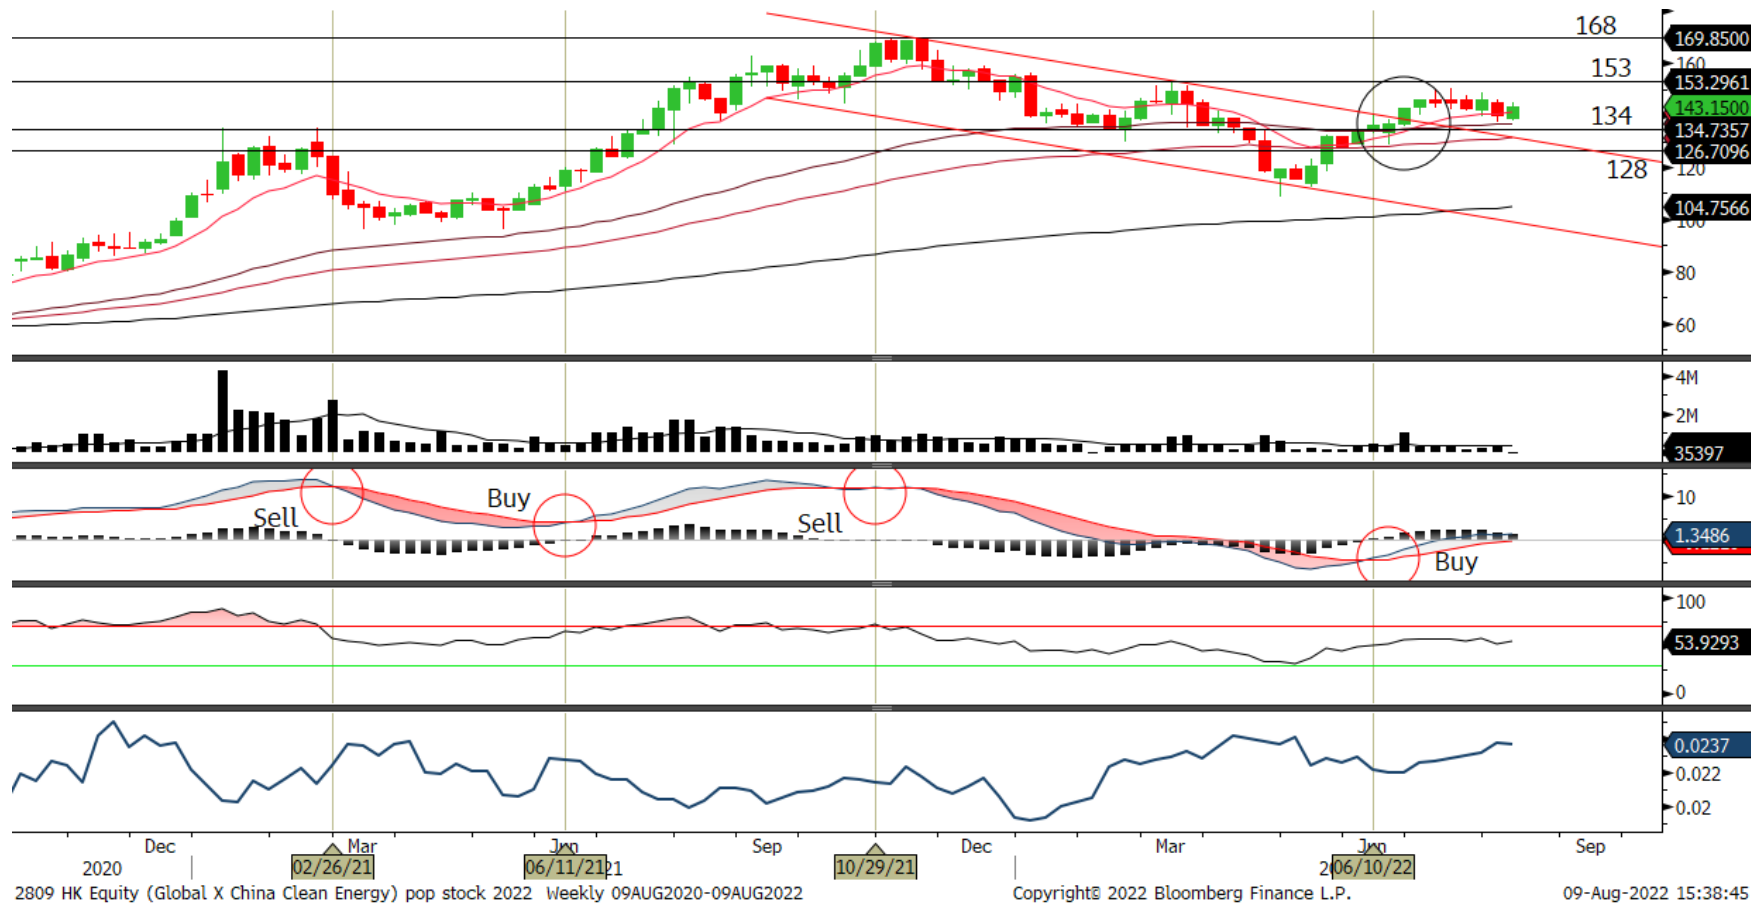 168
169.8500
160
153
153.2961
143.1500
134
134.7357
126.7096
128
120
104.7566
100
80
60
4M
2M
35397
Buy
10
Sell
Sell
1.3486
Buy
100
53.9293
0
0.0237
0.022
0.02
Dec Mar Jun Sep Dec Mar Jun Sep
2020 02/26/21 06/11/21 21 10/29/21 2 06/10/22
2809 HK Equity (Global X China Clean Energy) pop stock 2022 Weekly 09AUG2020-09AUG2022 Copyright© 2022 Bloomberg Finance L.P. 09-Aug-2022 15:38:45